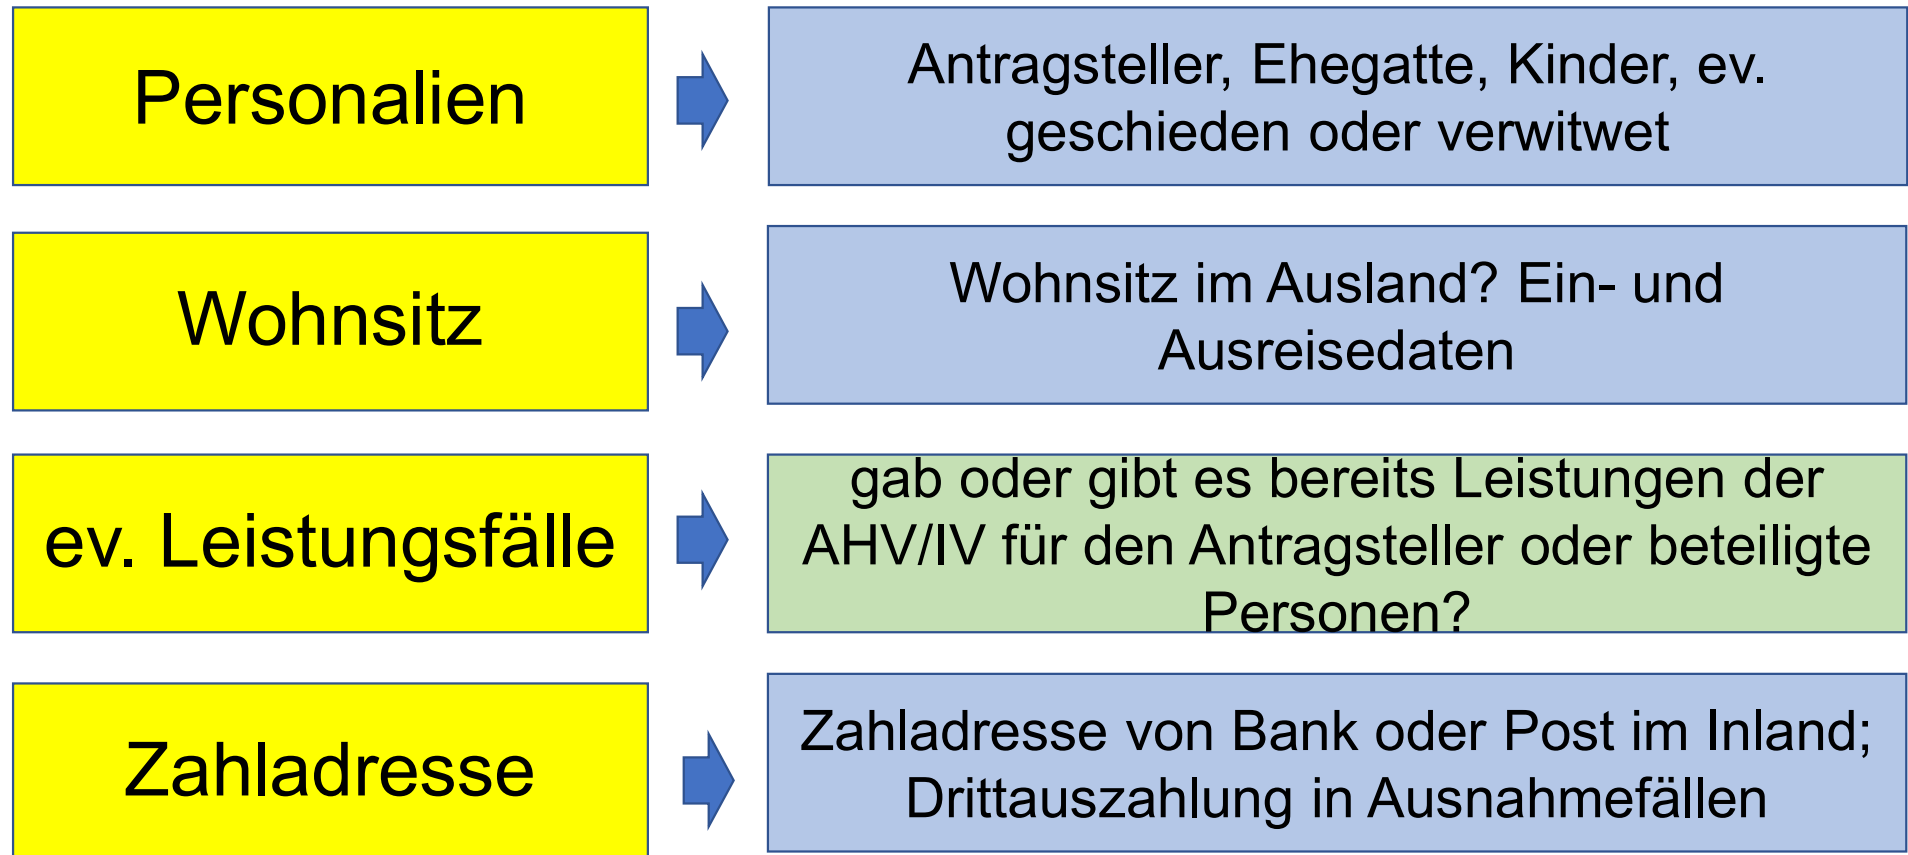 Personalien
Antragsteller, Ehegatte, Kinder, ev.
geschieden oder verwitwet
Wohnsitz
Wohnsitz im Ausland? Ein- und
Ausreisedaten
ev. Leistungsfälle
gab oder gibt es bereits Leistungen der
AHV/IV für den Antragsteller oder beteiligte
Personen?
Zahladresse
Zahladresse von Bank oder Post im Inland;
Drittauszahlung in Ausnahmefällen